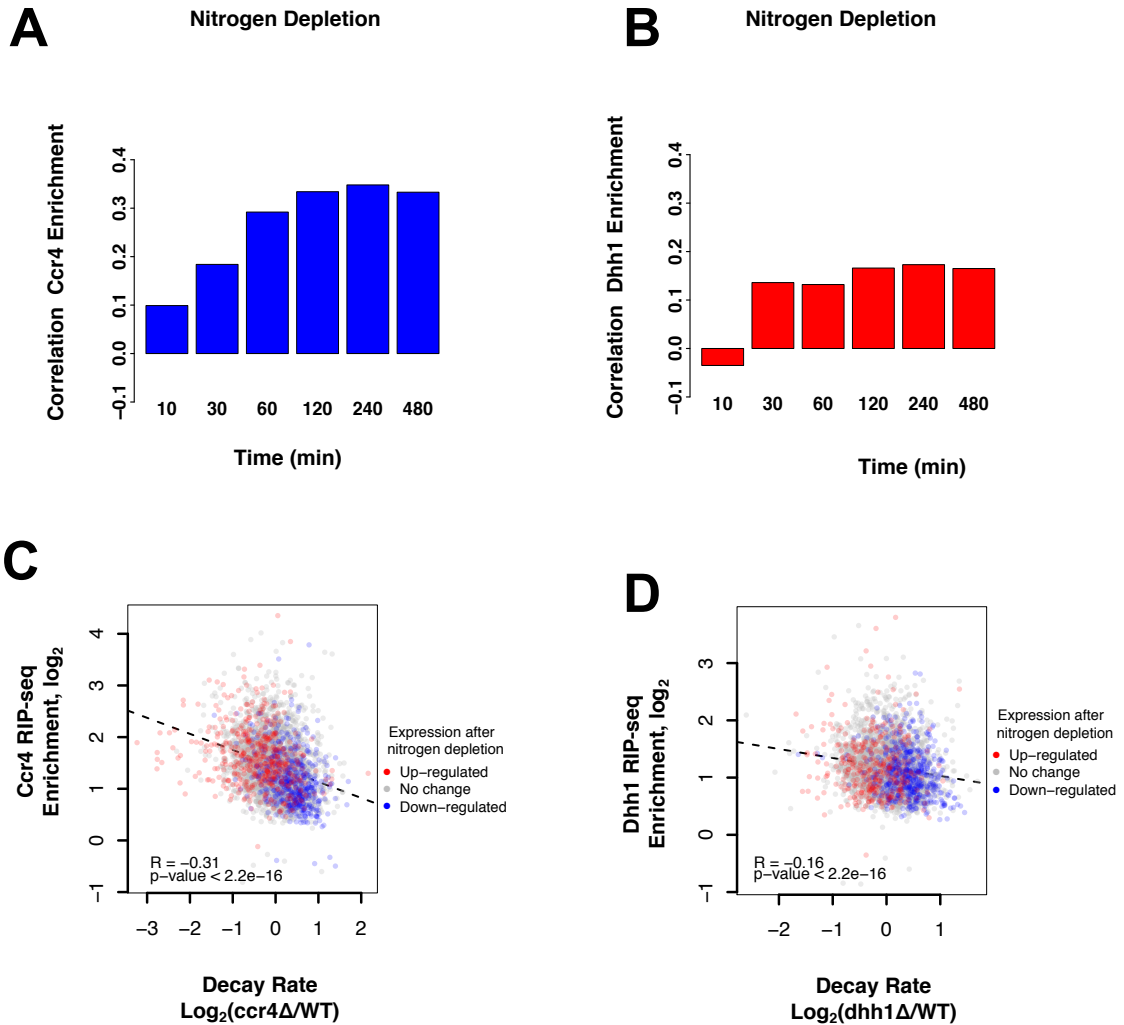 A
Nitrogen Depletion
Correlation Ccr4 Enrichment
0.4
0.3
0.2
0.1
0.0
−0.1
10 30 60 120 240 480
Time (min)
B
Nitrogen Depletion
Correlation Dhh1 Enrichment
0.4
0.3
0.2
0.1
0.0
−0.1
10 30 60 120 240 480
Time (min)
C
Ccr4 RIP-seq
Enrichment, log2
4
3
2
1
0
−1
R = −0.31
p−value < 2.2e−16
−3 −2 −1 0 1 2
Decay Rate
Log2(ccr4Δ/WT)
Expression after
nitrogen depletion
Up−regulated
No change
Down−regulated
D
Dhh1 RIP-seq
Enrichment, log2
3
2
1
0
−1
R = −0.16
p−value < 2.2e−16
−2 −1 0 1
Decay Rate
Log2(dhh1Δ/WT)
Expression after
nitrogen depletion
Up−regulated
No change
Down−regulated